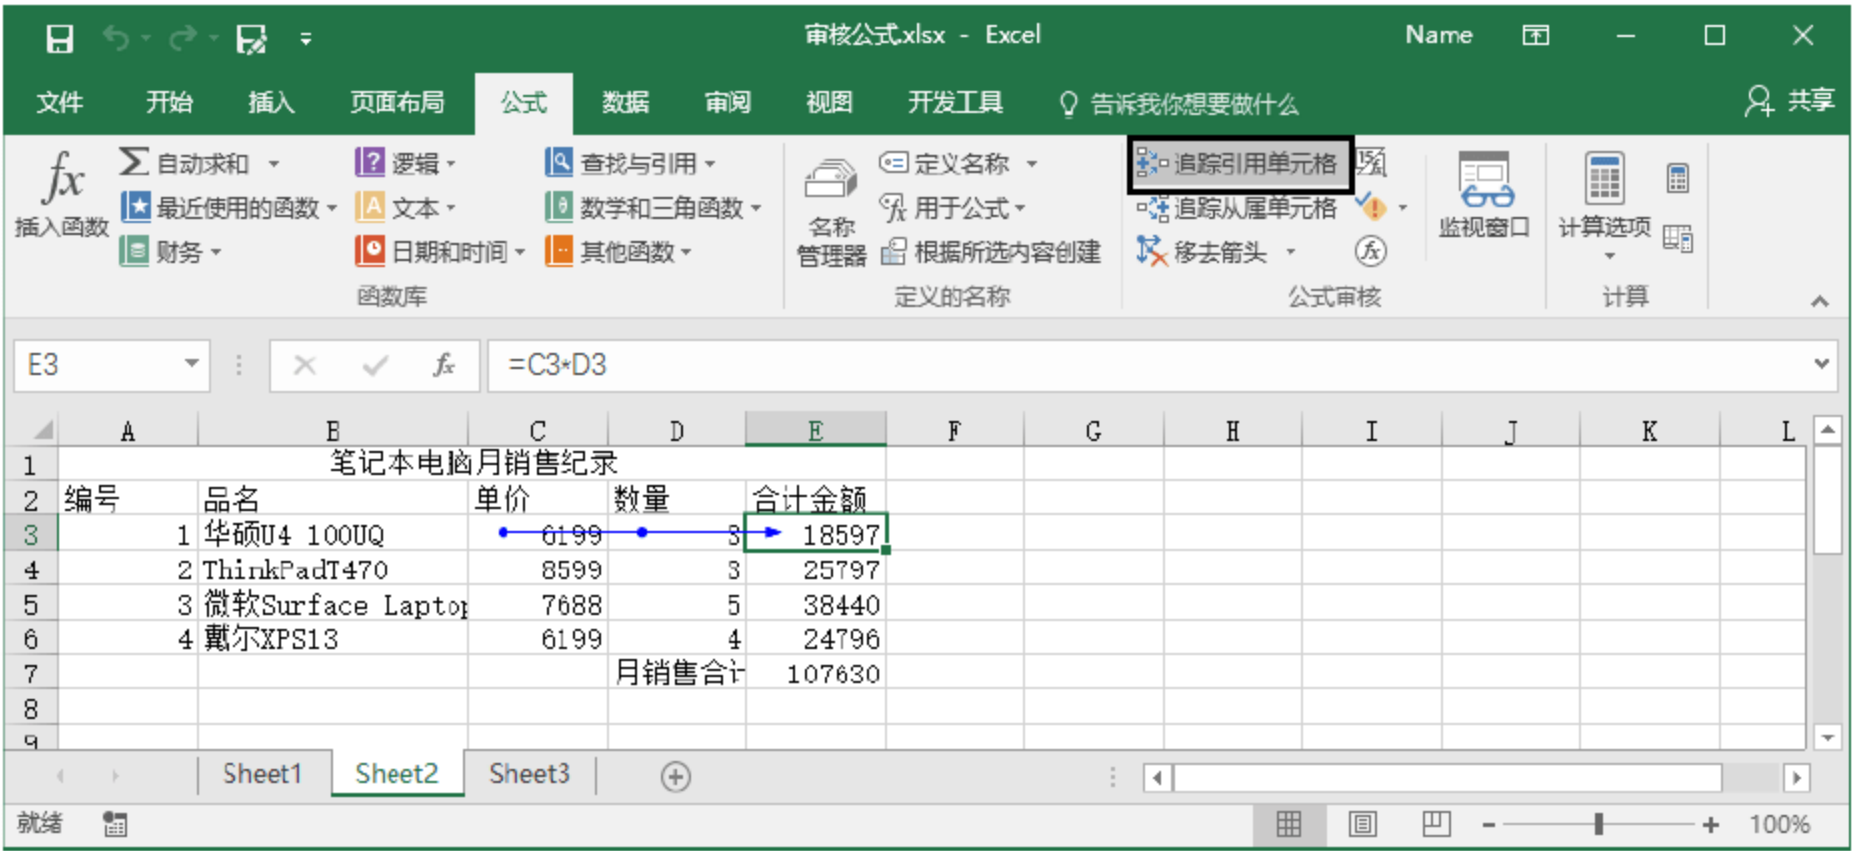 审核公式.xlsx - Excel
Name
文件 开始 插入 页面布局 公式 数据 审阅 视图 开发工具 告诉我你想要做什么 共享
fx 插入函数
自动求和
最近使用的函数
财务
逻辑
文本
日期和时间
查找与引用
数学和三角函数
其他函数
函数库
名称
管理器
定义名称
用于公式
根据所选内容创建
定义的名称
追踪引用单元格
追踪从属单元格
移去箭头
公式审核
监视窗口
计算选项
计算
E3 fx =C3*D3
A B C D E F G H I J K L
1 笔记本电脑月销售纪录
2 编号 品名 单价 数量 合计金额
3 1 华硕U4 100UQ 6199 3 18597
4 2 ThinkPadT470 8599 3 25797
5 3 微软Surface Laptop 7688 5 38440
6 4 戴尔XPS13 6199 4 24796
7 月销售合计 107630
8
9
Sheet1 Sheet2 Sheet3
就绪 100%